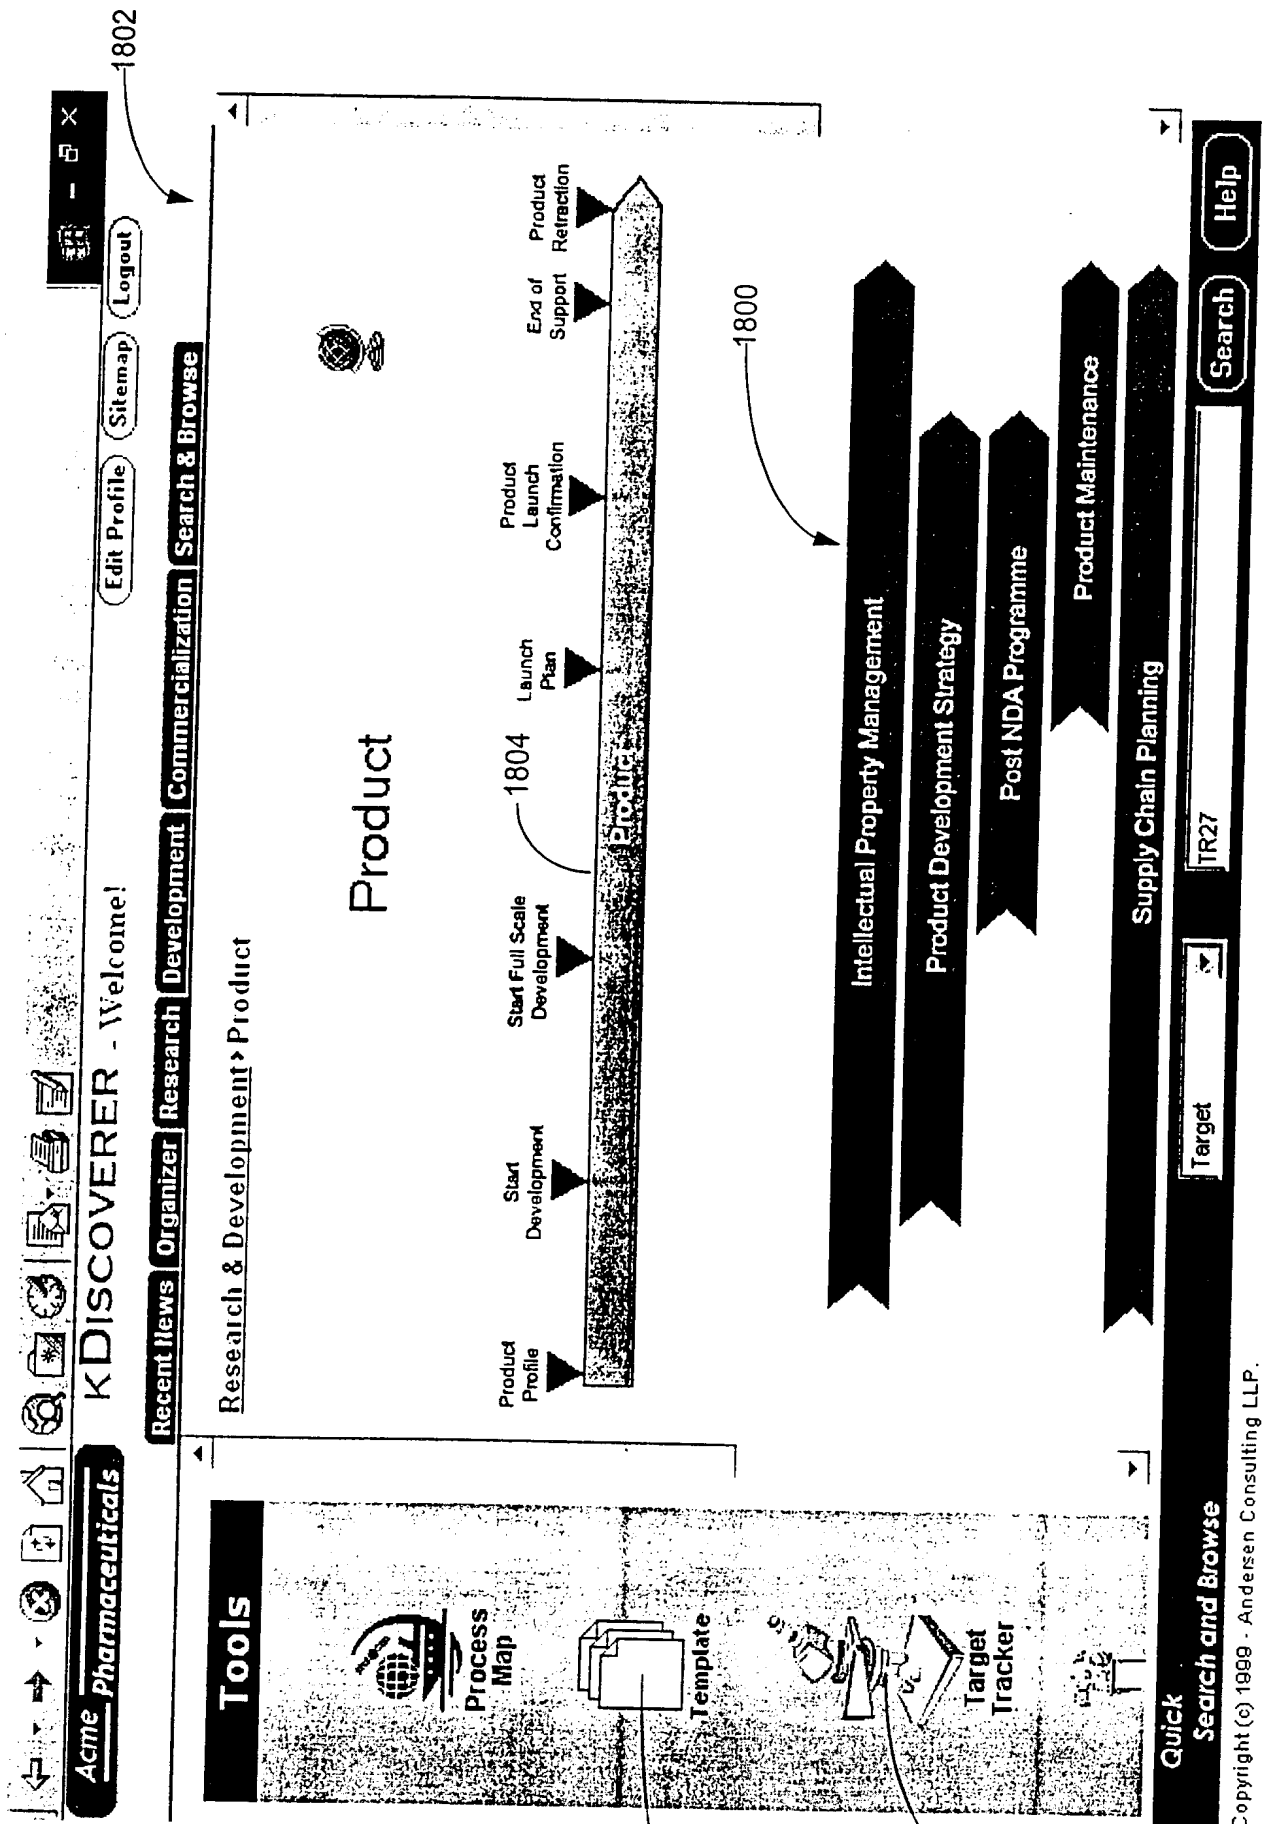 1802
Acme Pharmaceuticals
KDISCOVERER - Welcome!
Edit Profile Sitemap Logout
Recent News Organizer Research Development Commercialization Search & Browse
Tools
Research & Development > Product
Process
Map
Template
Target
Tracker
Product
Product
Profile
Start
Development
Start Full Scale
Development
Launch
Plan
Product
Launch
Confirmation
End of
Support
Product
Retraction
1804
Product
1800
Intellectual Property Management
Product Development Strategy
Post NDA Programme
Product Maintenance
Supply Chain Planning
Quick
Search and Browse
Target
TR27
Search
Help
Copyright (c) 1999 - Andersen Consulting LLP.